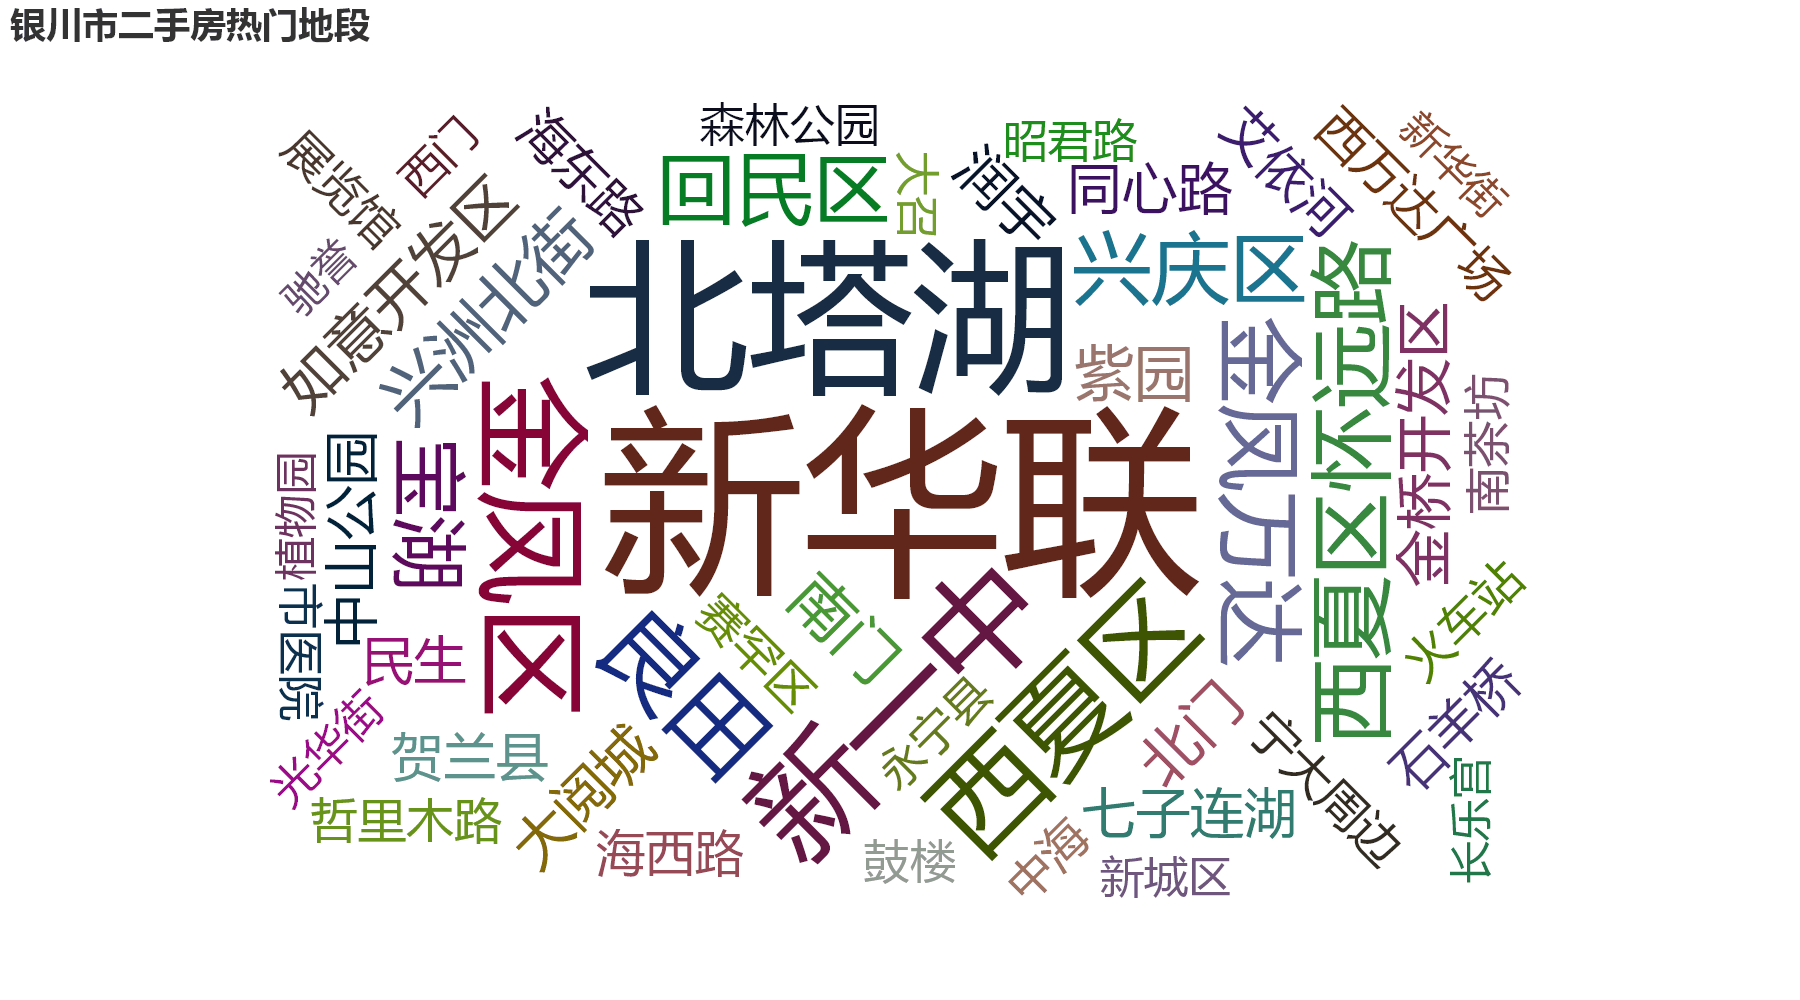 银川市二手房热门地段
森林公园
昭君路
艾依河
西万达广场
新华街
展览馆
西门
海东路
回民区
大召
润宇
同心路
驰誉
如意开发区
兴洲北街
北塔湖
兴庆区
西夏区怀远路
紫园
金凤万达
金桥开发区
南茶坊
金凤区
新华联
宝湖
中山公园
植物园
市医院
民生
良田
赛罕区
南门
新一中
西夏区
火车站
石羊桥
光华街
贺兰县
大阅城
永宁县
北门
宁大周边
长乐宫
哲里木路
海西路
鼓楼
中海
七子连湖
新城区